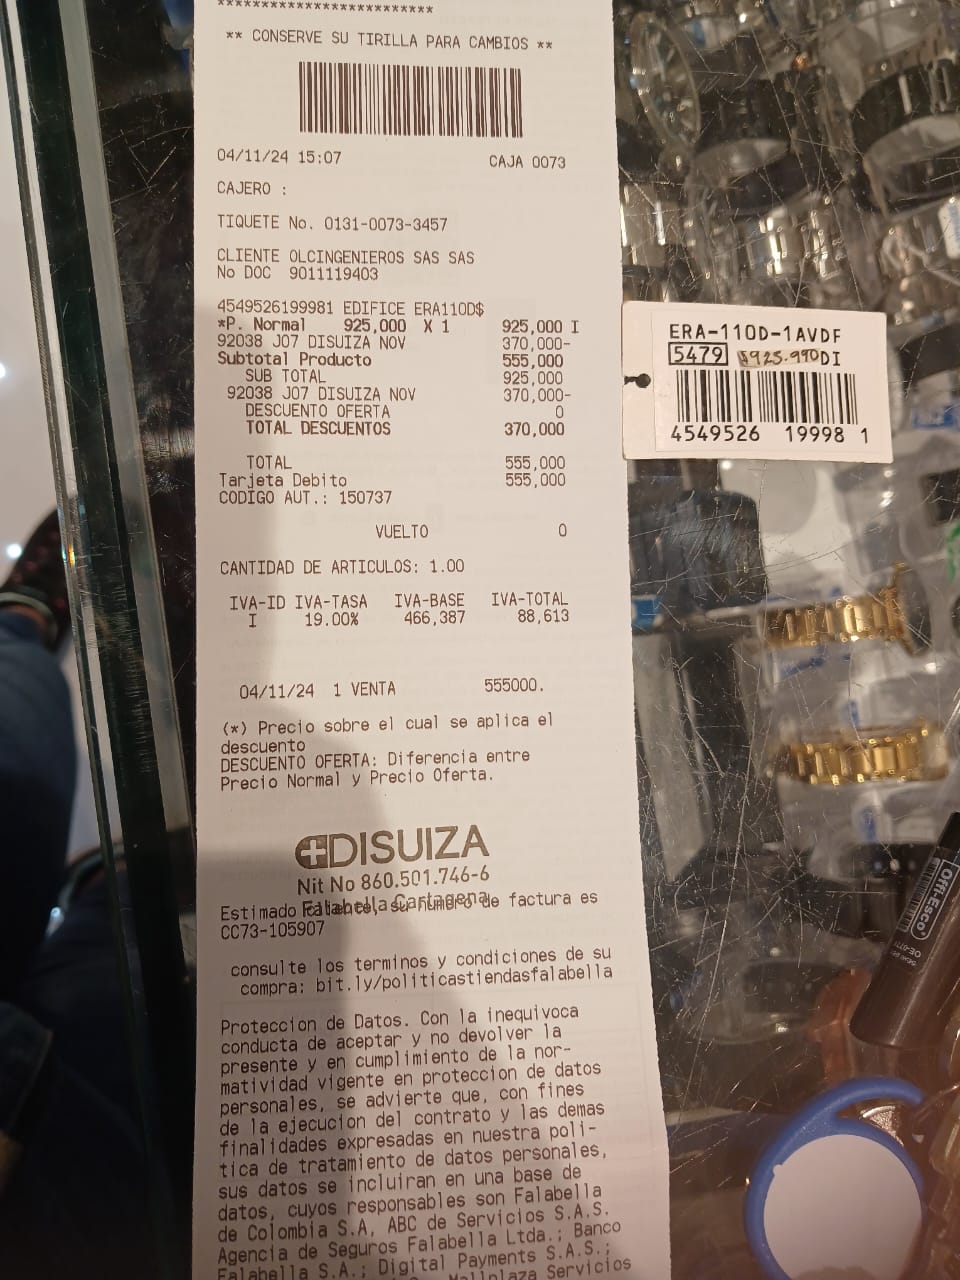 ************************
** CONSERVE SU TIRILLA PARA CAMBIOS **
04/11/24 15:07 CAJA 0073
CAJERO :
TIQUETE No. 0131-0073-3457
CLIENTE OLCINGENIEROS SAS SAS
No DOC 9011119403
4549526199981 EDIFICE ERA110D$
*P. Normal 925,000 X 1 925,000 I
92038 J07 DISUIZA NOV 370,000-
Subtotal Producto 555,000
SUB TOTAL 925,000
92038 J07 DISUIZA NOV 370,000-
DESCUENTO OFERTA 0
TOTAL DESCUENTOS 370,000
TOTAL 555,000
Tarjeta Debito 555,000
CODIGO AUT.: 150737
VUELTO 0
CANTIDAD DE ARTICULOS: 1.00
IVA-ID IVA-TASA IVA-BASE IVA-TOTAL
I 19.00% 466,387 88,613
04/11/24 1 VENTA 555000.
(*) Precio sobre el cual se aplica el
descuento
DESCUENTO OFERTA: Diferencia entre
Precio Normal y Precio Oferta.
DISUIZA
Nit No 860.501.746-6
Falabella Cartagena
Estimado cliente, su numero de factura es
CC73-105907
consulte los terminos y condiciones de su
compra: bit.ly/politicastiendasfalabella
Proteccion de Datos. Con la inequivoca
conducta de aceptar y no devolver la
presente y en cumplimiento de la nor-
matividad vigente en proteccion de datos
personales, se advierte que, con fines
de la ejecucion del contrato y las demas
finalidades expresadas en nuestra poli-
tica de tratamiento de datos personales,
sus datos se incluiran en una base de
datos, cuyos responsables son Falabella
de Colombia S.A, ABC de Servicios S.A.S.
Agencia de Seguros Falabella Ltda.; Banco
Falabella S.A.; Digital Payments S.A.S.;
Mallplaza Servicios
ERA-110D-1AVDF
5479 $925.990 DI
4549526 19998 1
Offi-Esco